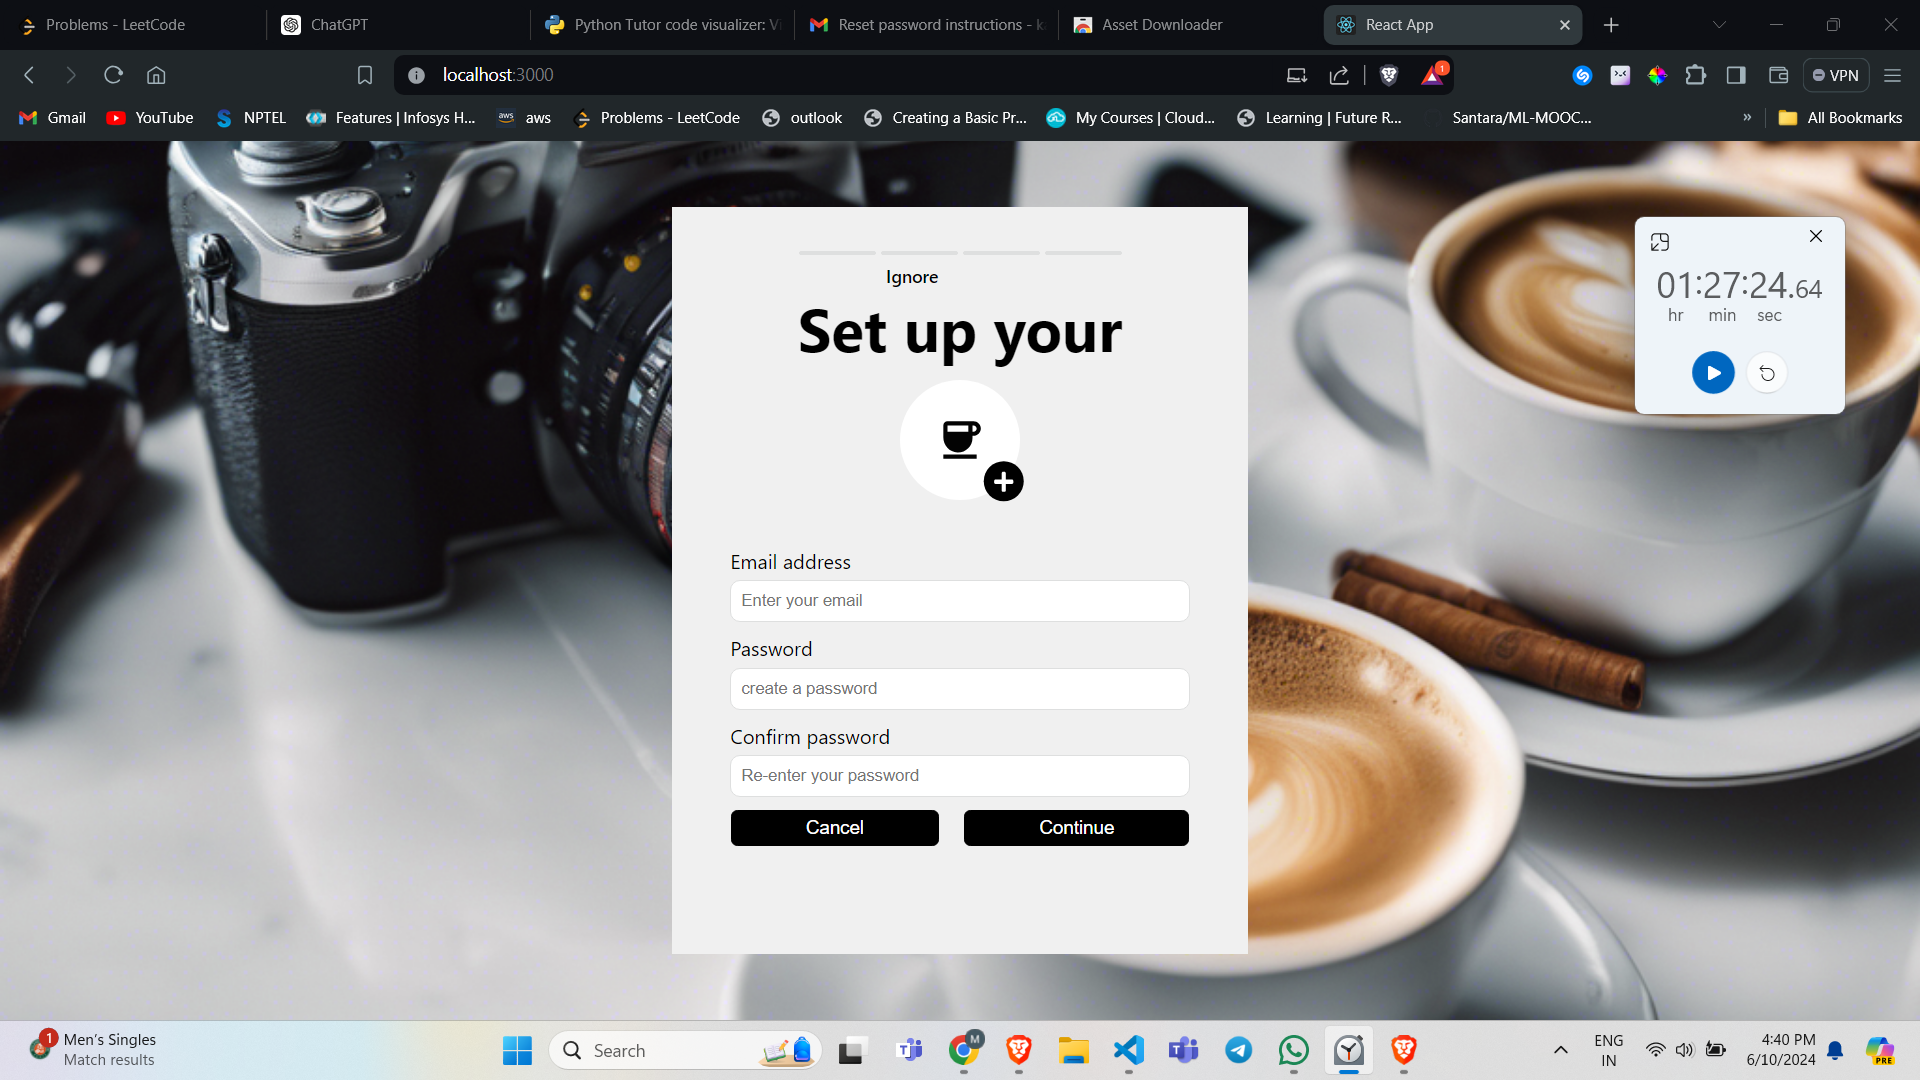 Problems - LeetCode
ChatGPT
Python Tutor code visualizer: Vi
Reset password instructions - k
Asset Downloader
React App
localhost:3000
1
VPN
Gmail
YouTube
NPTEL
Features | Infosys H...
aws
aws
Problems - LeetCode
outlook
Creating a Basic Pr...
My Courses | Cloud...
Learning | Future R...
Santara/ML-MOOC...
»
All Bookmarks
01:27:24.64
hr min sec
Ignore
Set up your
Email address
Enter your email
Password
create a password
Confirm password
Re-enter your password
Cancel
Continue
1
Men's Singles
Match results
Search
M
ENG
IN
4:40 PM
6/10/2024
PRE